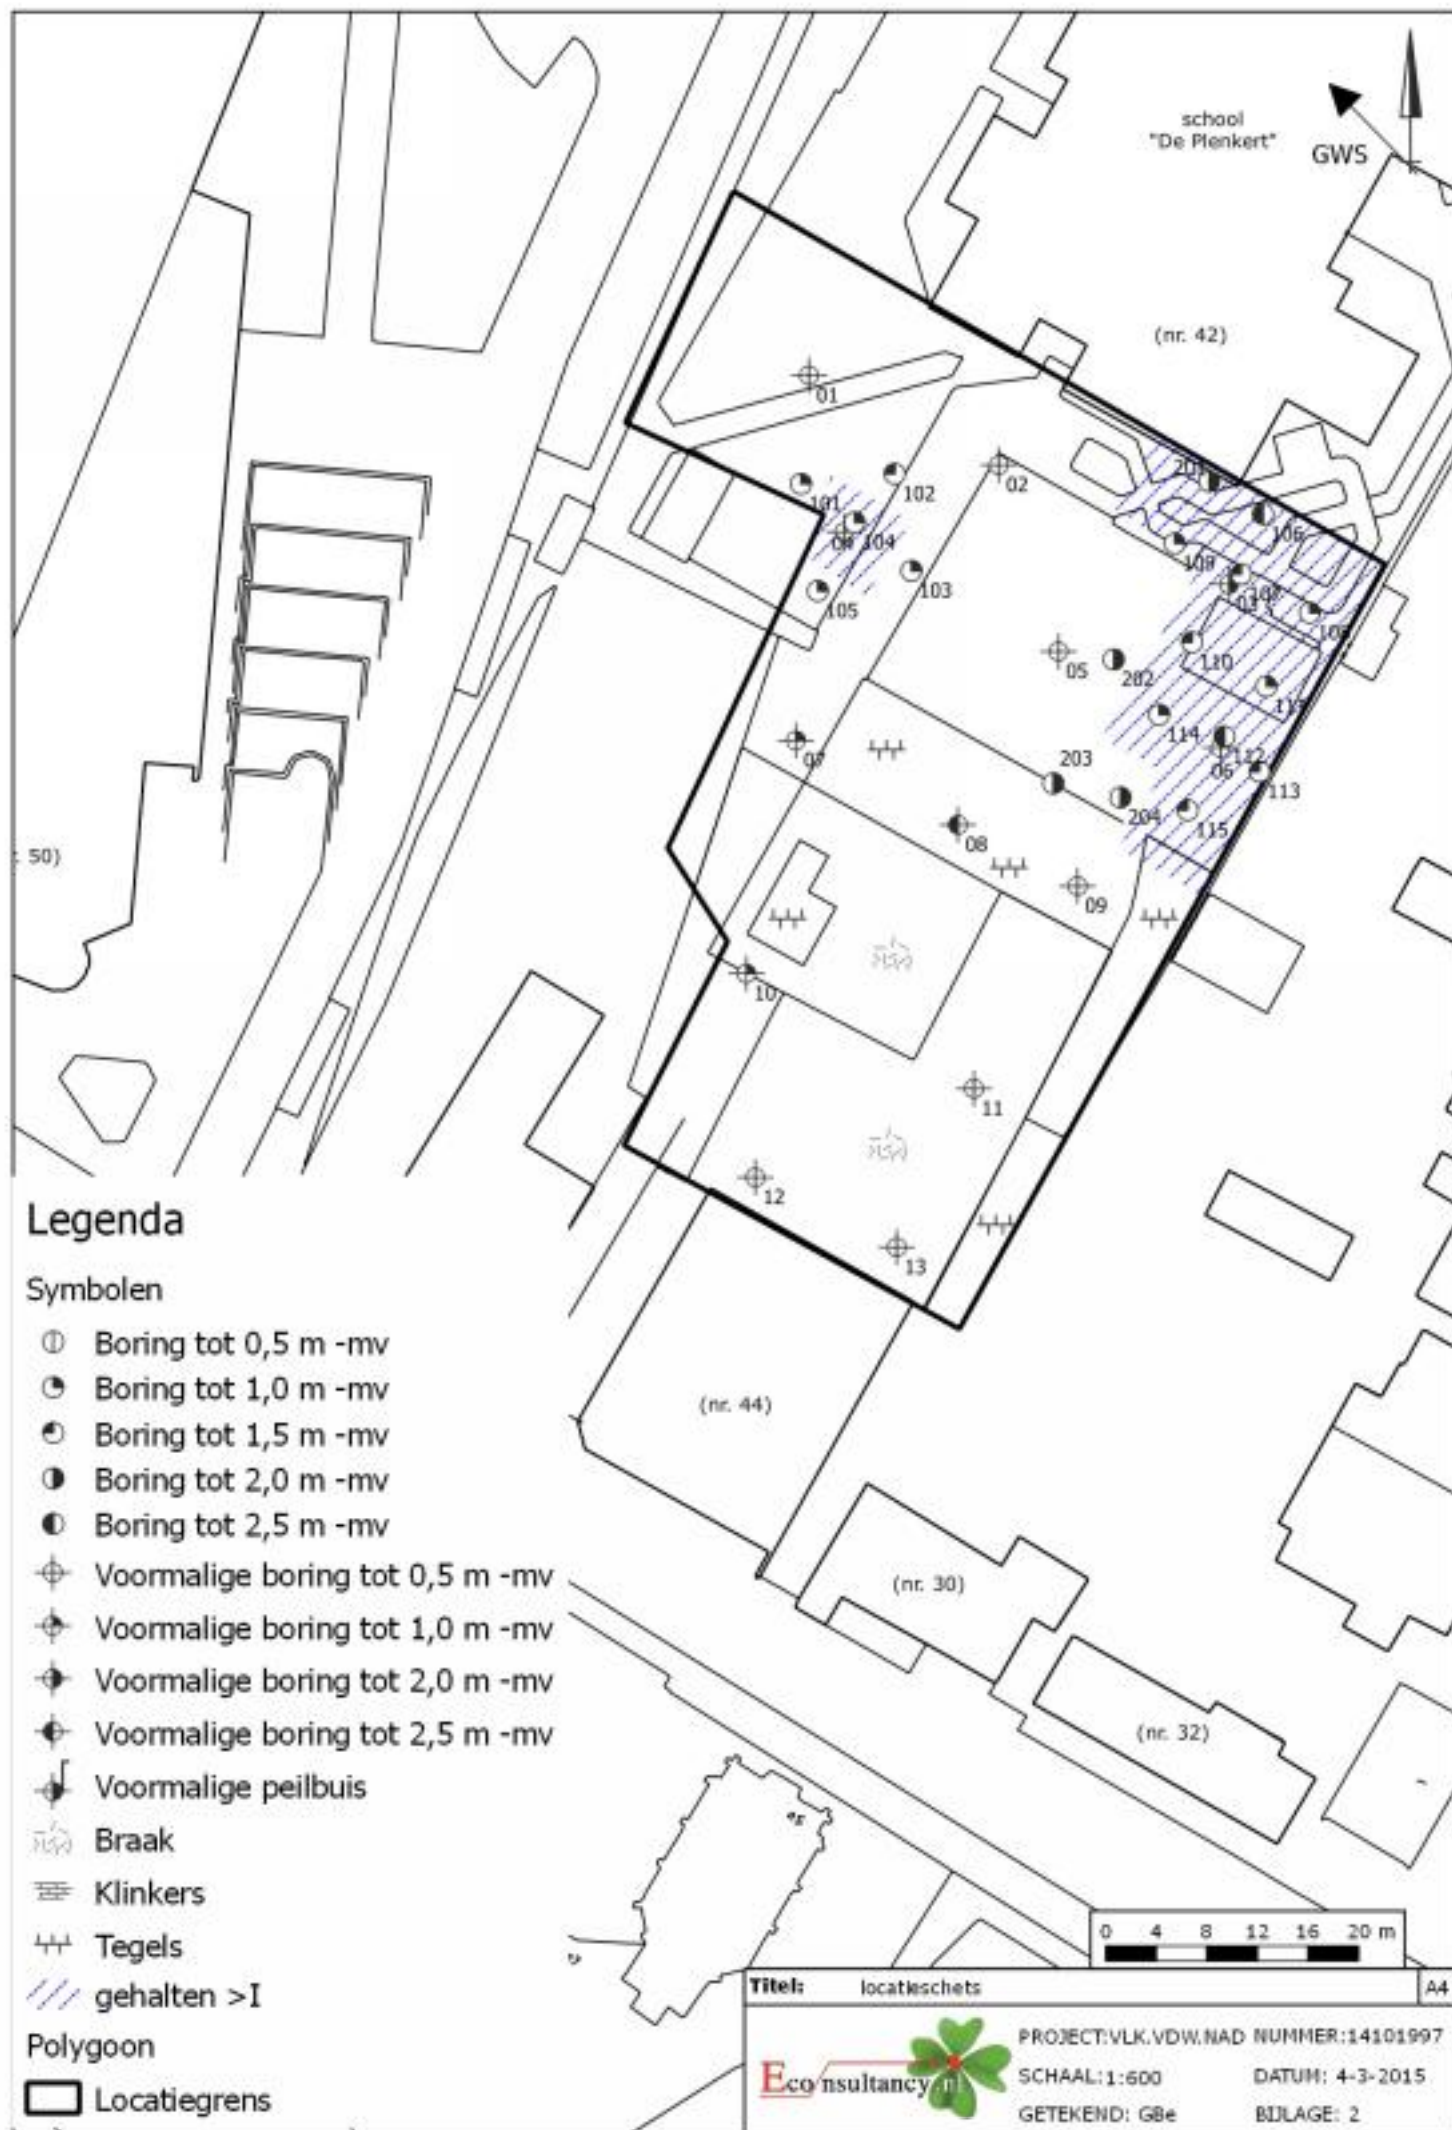 school
"De Plenkert"
GWS
(nr. 42)
01
02
101
102
104
103
105
106
109
03
110
05
202
114
112
06
113
115
07
203
204
08
09
50)
10
11
12
13
(nr. 44)
(nr. 30)
(nr. 32)
Legenda
Symbolen
Boring tot 0,5 m -mv
Boring tot 1,0 m -mv
Boring tot 1,5 m -mv
Boring tot 2,0 m -mv
Boring tot 2,5 m -mv
Voormalige boring tot 0,5 m -mv
Voormalige boring tot 1,0 m -mv
Voormalige boring tot 2,0 m -mv
Voormalige boring tot 2,5 m -mv
Voormalige peilbuis
Braak
Klinkers
Tegels
gehalten >I
Polygoon
Locatiegrens
0 4 8 12 16 20 m
Titel: locatieschets A4
Econsultancy.nl
PROJECT:VLK.VDW.NAD NUMMER:14101997
SCHAAL:1:600 DATUM: 4-3-2015
GETEKEND: GBe BIJLAGE: 2